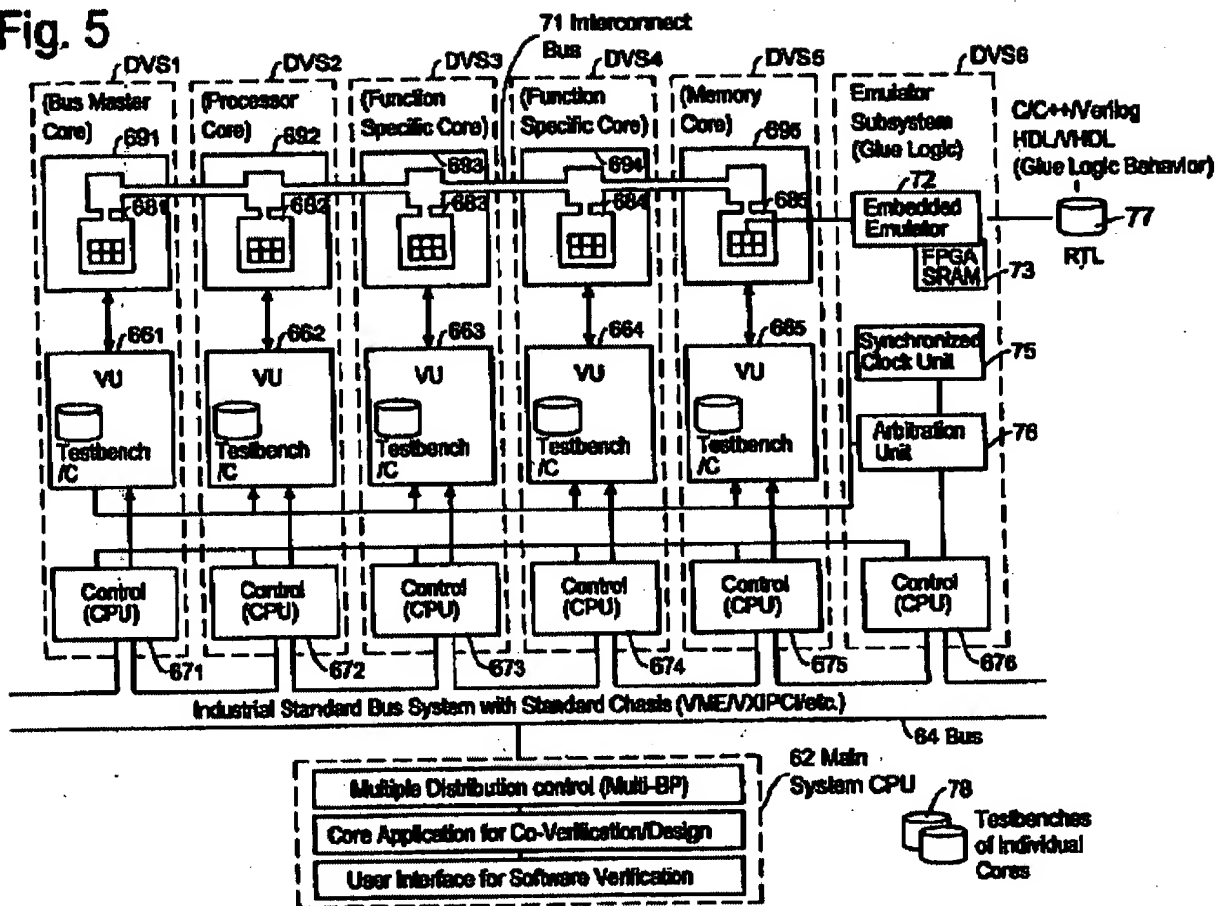 Fig. 5
71 Interconnect
Bus
DVS1
DVS2
DVS3
DVS4
DVS5
DVS6
(Bus Master
Core)
(Processor
Core)
(Function
Specific Core)
(Function
Specific Core)
(Memory
Core)
Emulator
Subsystem
(Glue Logic)
C/C++/Verilog
HDL/VHDL
(Glue Logic Behavior)
691
692
693
694
695
681
682
683
684
685
72
Embedded
Emulator
FPGA
SRAM
73
77
RTL
661
662
663
664
665
VU
Testbench
/C
VU
Testbench
/C
VU
Testbench
/C
VU
Testbench
/C
VU
Testbench
/C
Synchronized
Clock Unit
75
Arbitration
Unit
76
Control
(CPU)
Control
(CPU)
Control
(CPU)
Control
(CPU)
Control
(CPU)
Control
(CPU)
671
672
673
674
675
676
Industrial Standard Bus System with Standard Chasis (VME/VXIPCI/etc.)
64 Bus
62 Main
System CPU
Multiple Distribution control (Multi-BP)
Core Application for Co-Verification/Design
User Interface for Software Verification
78
Testbenches
of Individual
Cores